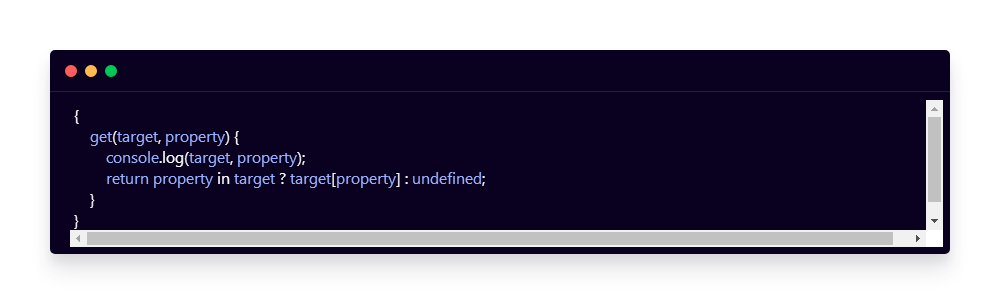 {
    get(target, property) {
        console.log(target, property);
        return property in target ? target[property] : undefined;
    }
}